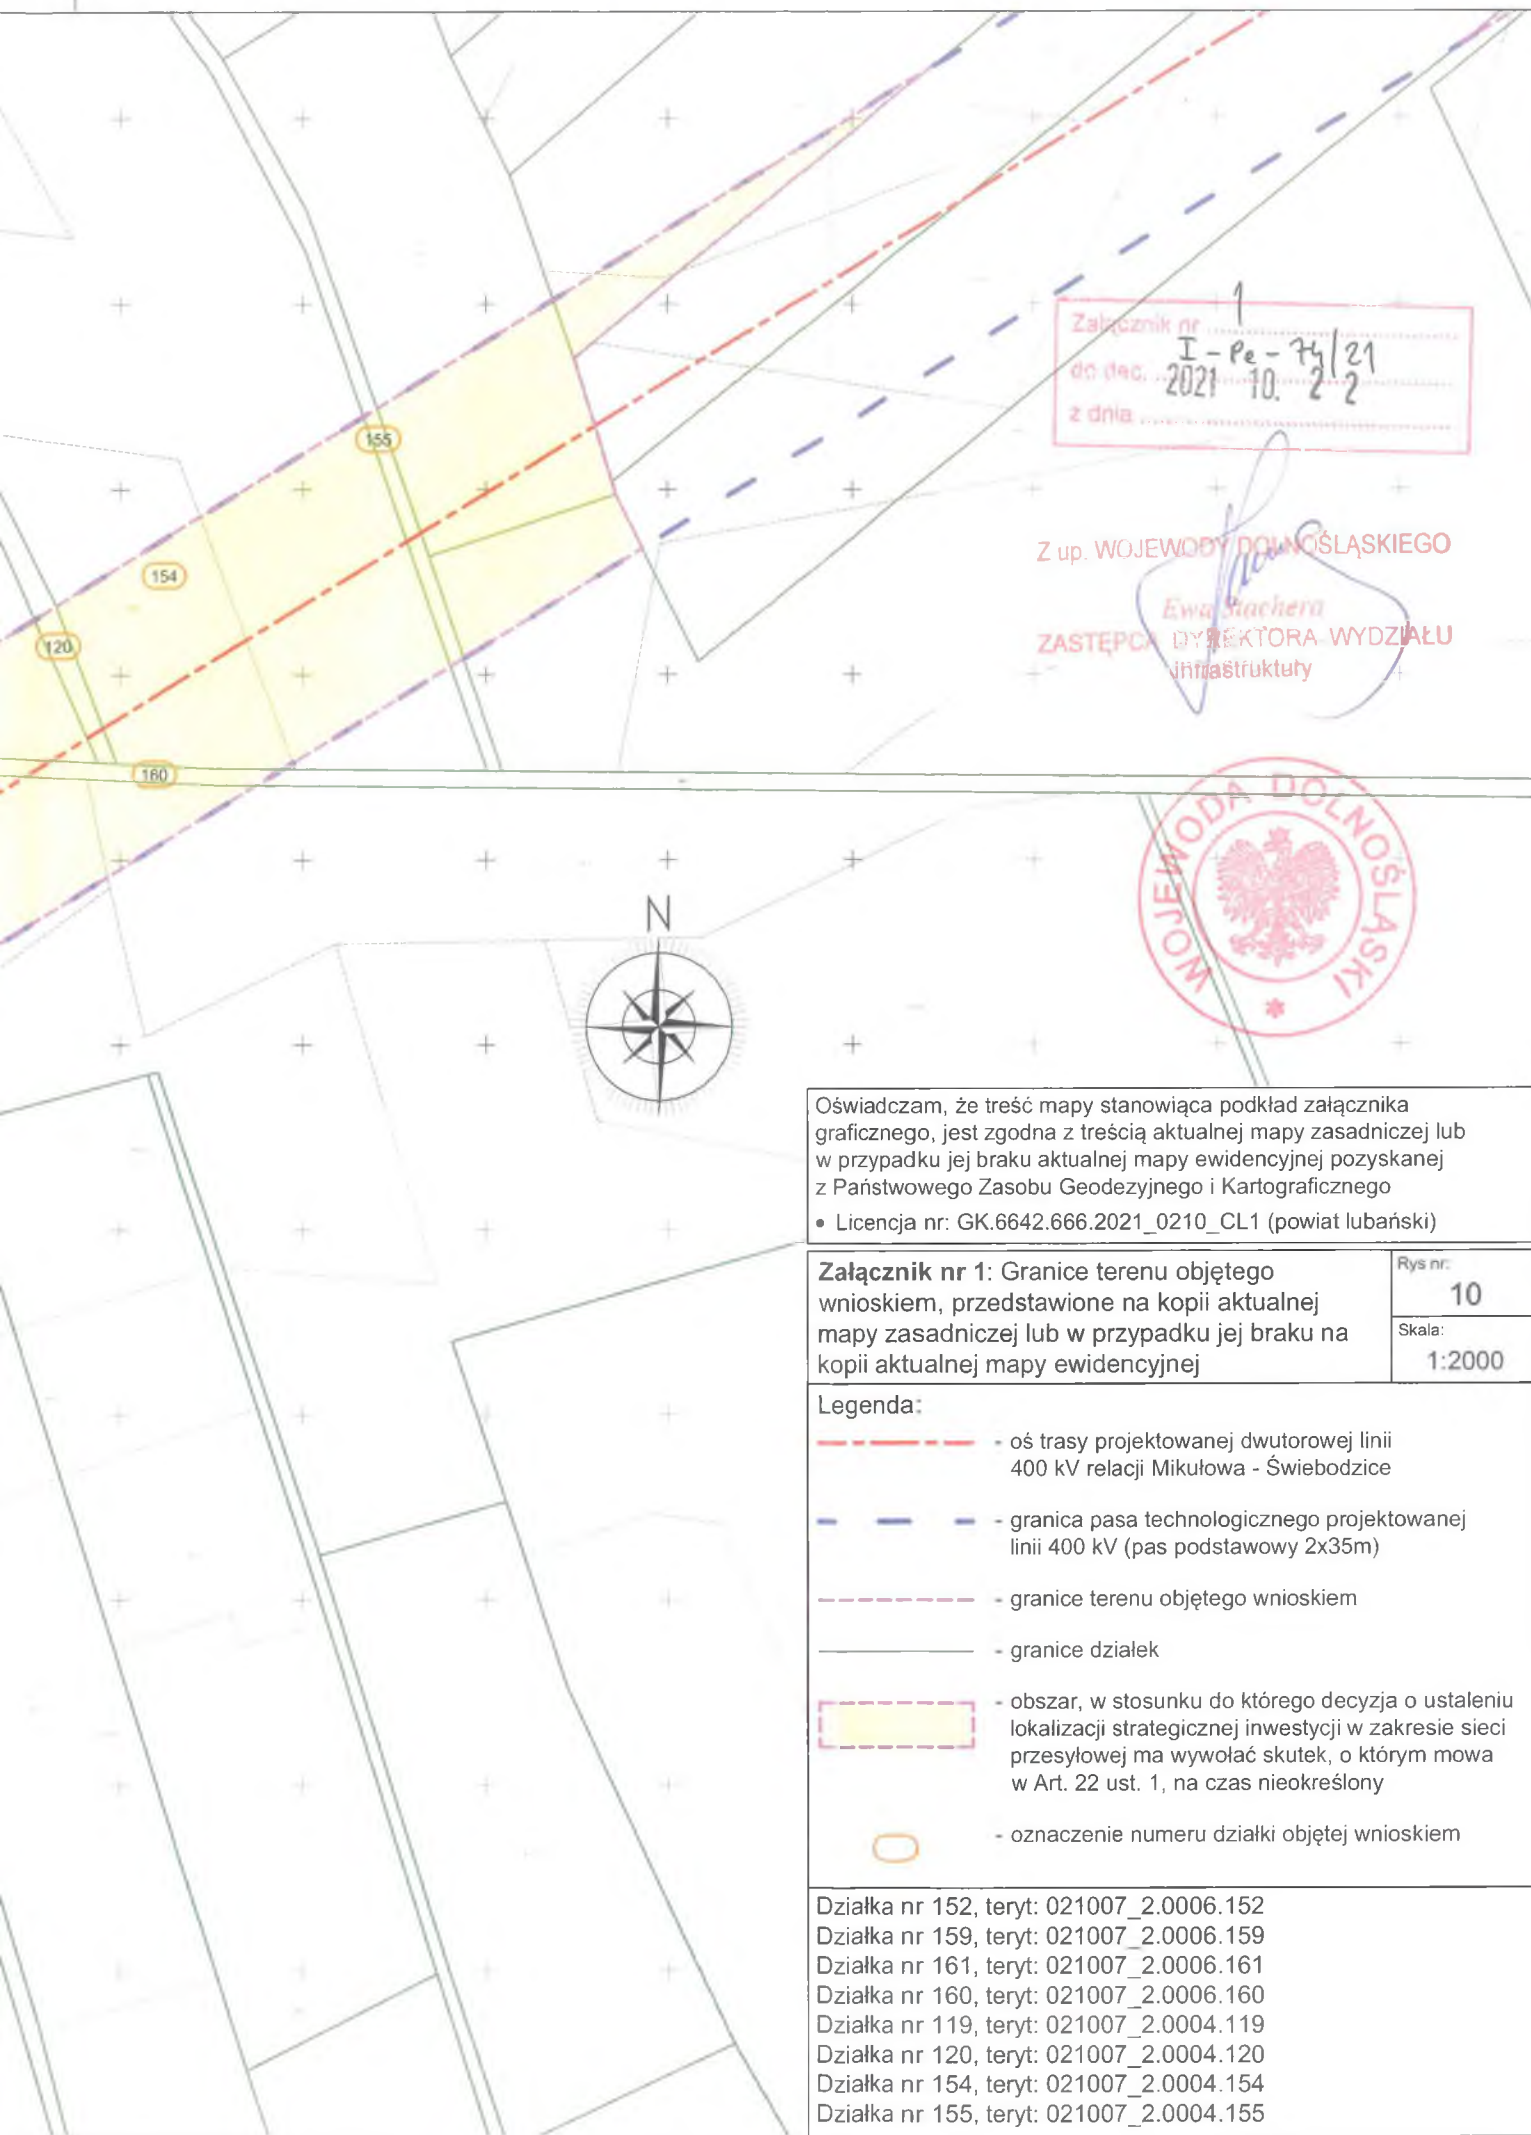 155
154
120
160
Załącznik nr 1
I-Pe-74/21
do dec.
2021 10. 22
z dnia
Z up. WOJEWODY DOLNOŚLĄSKIEGO
Ewa Stachera
ZASTĘPCA DYREKTORA WYDZIAŁU
Infrastruktury
WOJEWODA DOLNOŚLĄSKI
N
Oświadczam, że treść mapy stanowiąca podkład załącznika
graficznego, jest zgodna z treścią aktualnej mapy zasadniczej lub
w przypadku jej braku aktualnej mapy ewidencyjnej pozyskanej
z Państwowego Zasobu Geodezyjnego i Kartograficznego
• Licencja nr: GK.6642.666.2021_0210_CL1 (powiat lubański)
Załącznik nr 1: Granice terenu objętego
wnioskiem, przedstawione na kopii aktualnej
mapy zasadniczej lub w przypadku jej braku na
kopii aktualnej mapy ewidencyjnej
Rys nr:
10
Skala:
1:2000
Legenda:
- oś trasy projektowanej dwutorowej linii
400 kV relacji Mikułowa - Świebodzice
- granica pasa technologicznego projektowanej
linii 400 kV (pas podstawowy 2x35m)
- granice terenu objętego wnioskiem
- granice działek
- obszar, w stosunku do którego decyzja o ustaleniu
lokalizacji strategicznej inwestycji w zakresie sieci
przesyłowej ma wywołać skutek, o którym mowa
w Art. 22 ust. 1, na czas nieokreślony
- oznaczenie numeru działki objętej wnioskiem
Działka nr 152, teryt: 021007_2.0006.152
Działka nr 159, teryt: 021007_2.0006.159
Działka nr 161, teryt: 021007_2.0006.161
Działka nr 160, teryt: 021007_2.0006.160
Działka nr 119, teryt: 021007_2.0004.119
Działka nr 120, teryt: 021007_2.0004.120
Działka nr 154, teryt: 021007_2.0004.154
Działka nr 155, teryt: 021007_2.0004.155